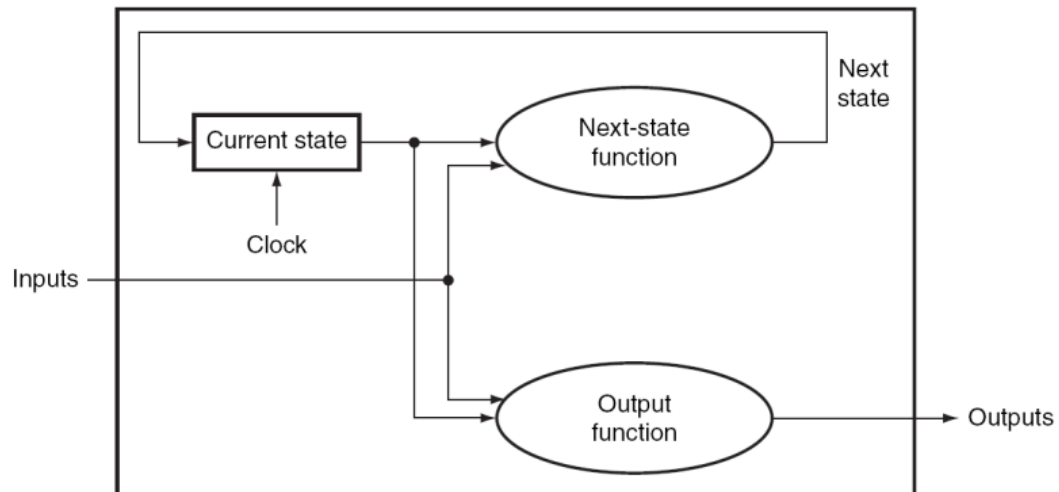 Next
state
Current state
Next-state
function
Clock
Inputs
Output
function
Outputs